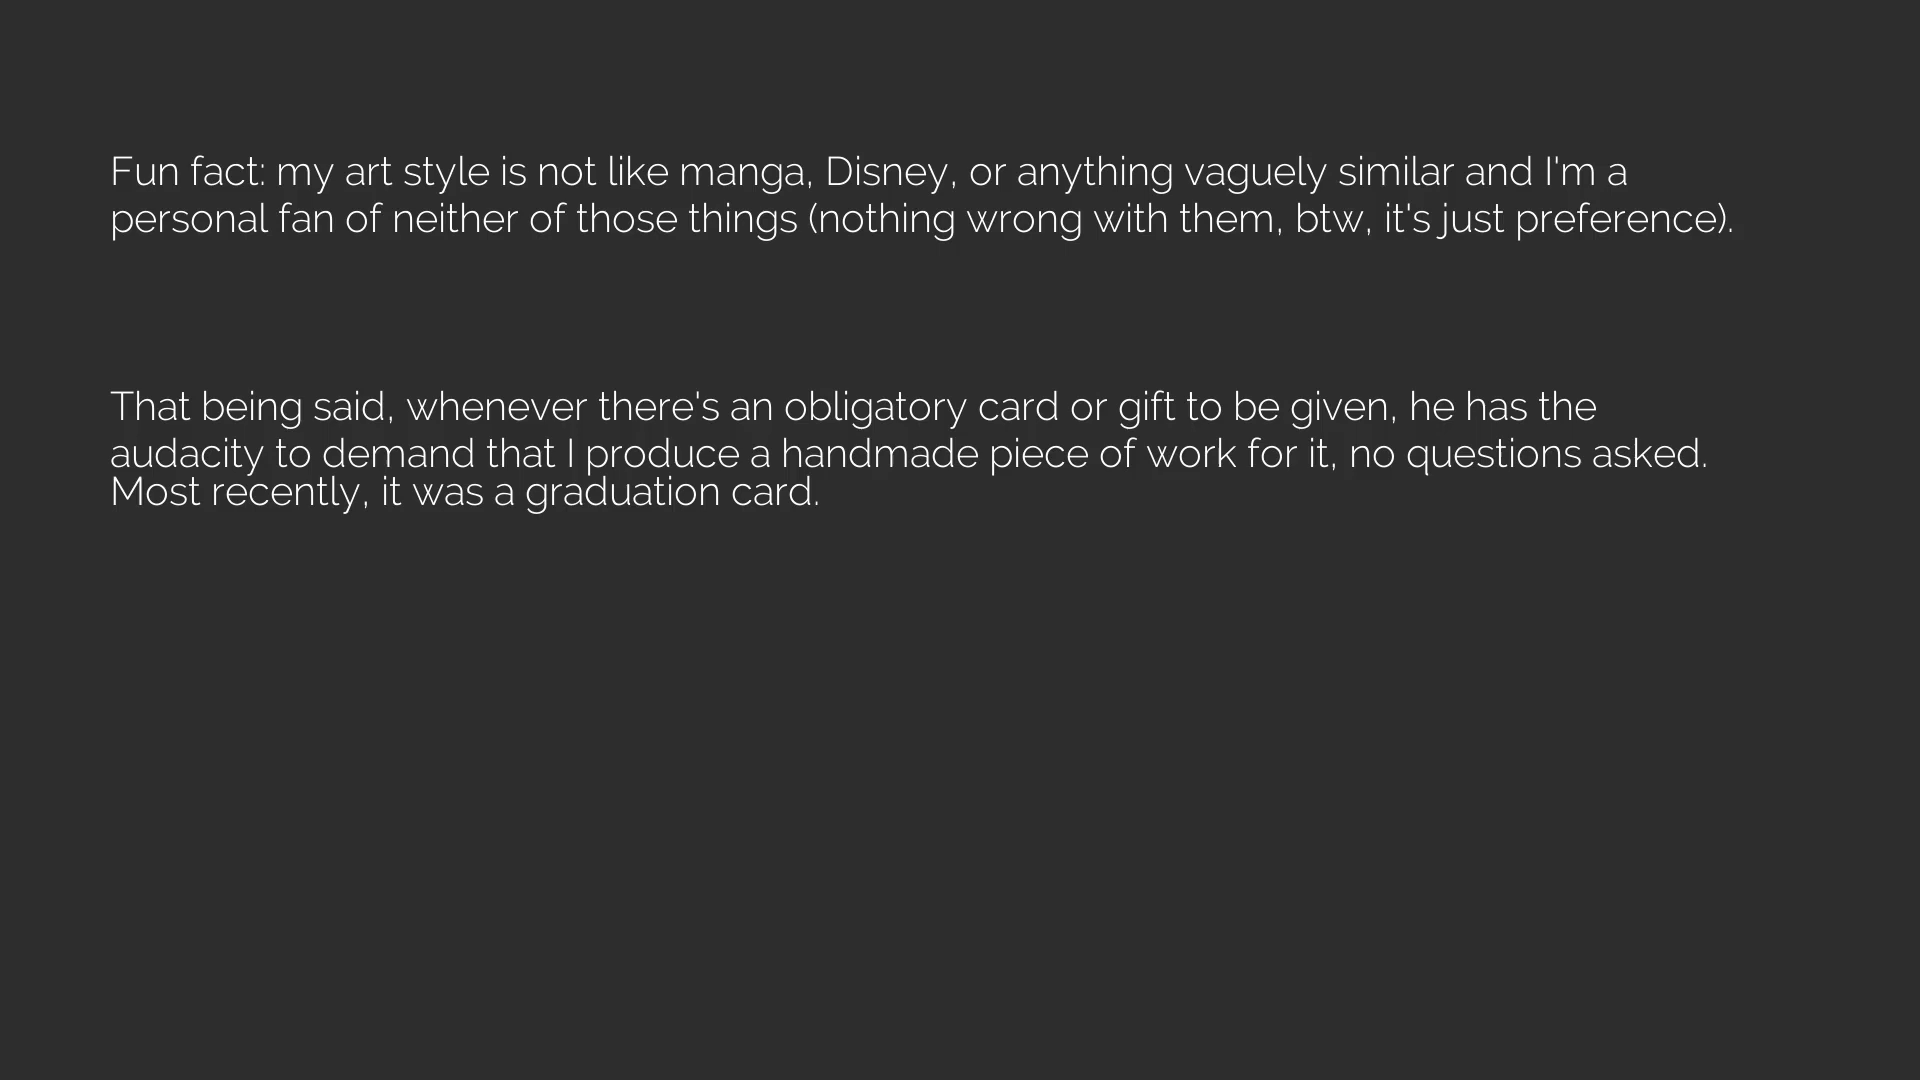 Fun fact: my art style is not like manga, Disney, or anything vaguely similar and I'm a
personal fan of neither of those things (nothing wrong with them, btw, it's just preference).
That being said, whenever there's an obligatory card or gift to be given, he has the
audacity to demand that I produce a handmade piece of work for it, no questions asked.
Most recently, it was a graduation card.